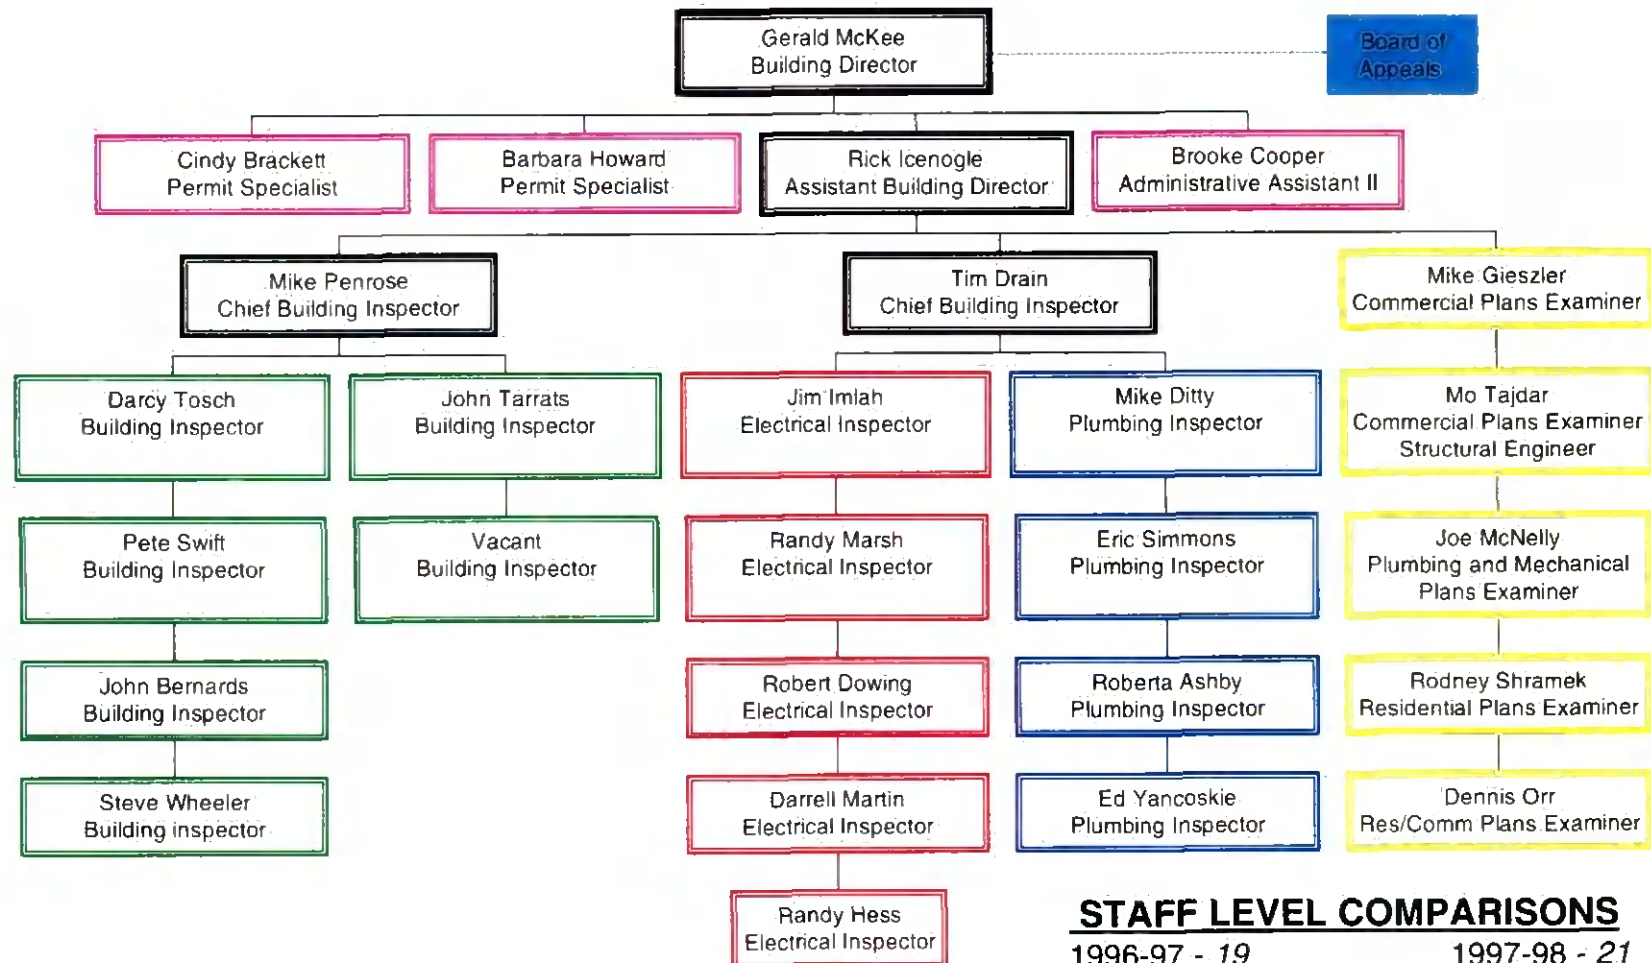 Gerald McKee
Building Director
Board of
Appeals
Cindy Brackett
Permit Specialist
Barbara Howard
Permit Specialist
Rick Icenogle
Assistant Building Director
Brooke Cooper
Administrative Assistant II
Mike Penrose
Chief Building Inspector
Tim Drain
Chief Building Inspector
Mike Gieszler
Commercial Plans Examiner
Darcy Tosch
Building Inspector
John Tarrats
Building Inspector
Jim Imlah
Electrical Inspector
Mike Ditty
Plumbing Inspector
Mo Tajdar
Commercial Plans Examiner
Structural Engineer
Pete Swift
Building Inspector
Vacant
Building Inspector
Randy Marsh
Electrical Inspector
Eric Simmons
Plumbing Inspector
Joe McNelly
Plumbing and Mechanical
Plans Examiner
John Bernards
Building Inspector
Robert Dowing
Electrical Inspector
Roberta Ashby
Plumbing Inspector
Rodney Shramek
Residential Plans Examiner
Steve Wheeler
Building inspector
Darrell Martin
Electrical Inspector
Ed Yancoskie
Plumbing Inspector
Dennis Orr
Res/Comm Plans Examiner
Randy Hess
Electrical Inspector
STAFF LEVEL COMPARISONS
1996-97 - 19 1997-98 - 21